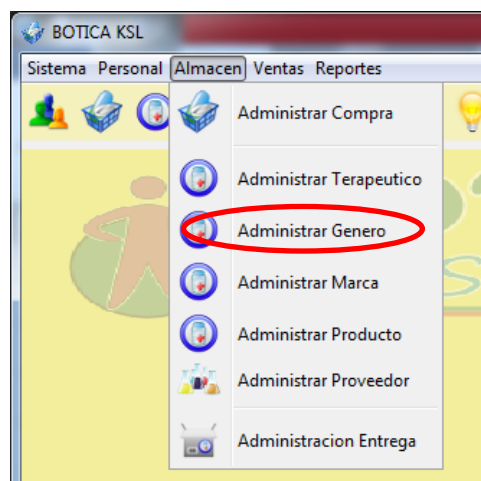 BOTICA KSL
Sistema Personal Almacen Ventas Reportes
Administrar Compra
Administrar Terapeutico
Administrar Genero
Administrar Marca
Administrar Producto
Administrar Proveedor
Administracion Entrega